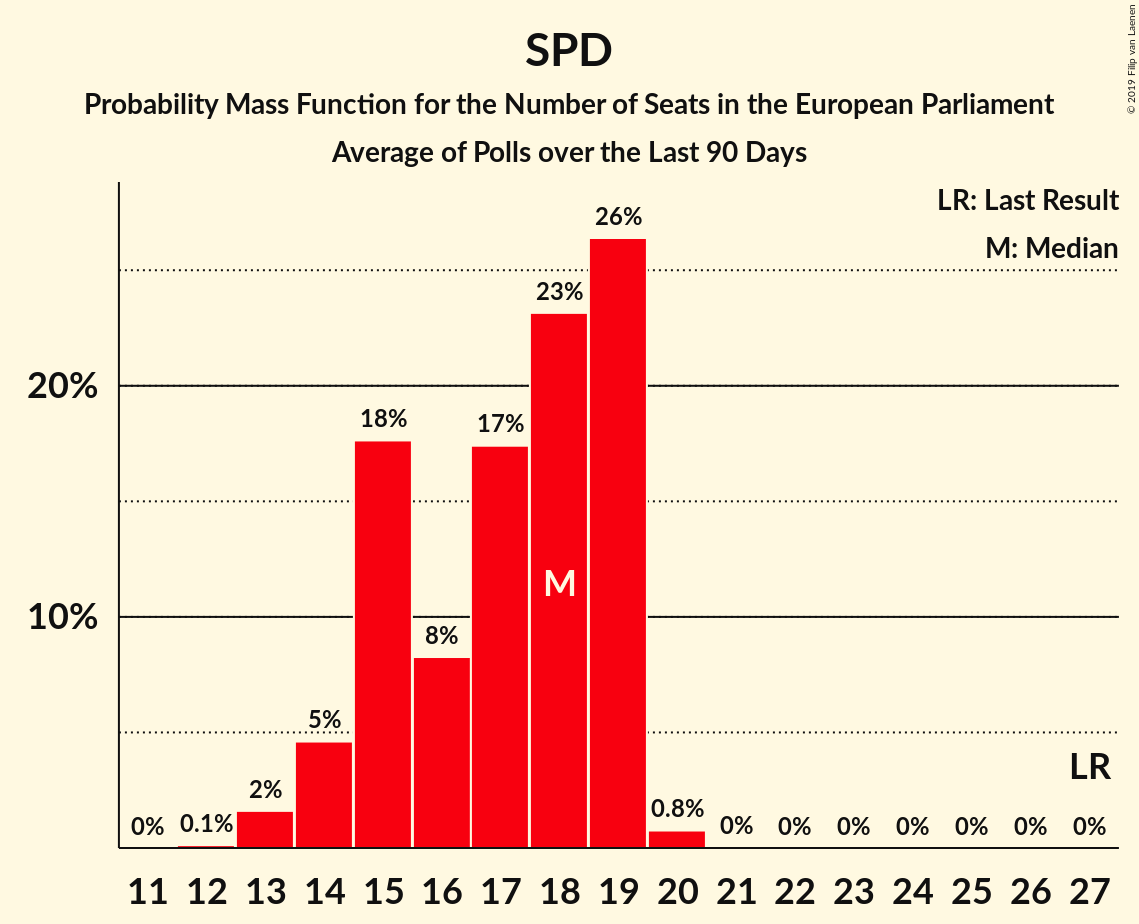 SPD
Probability Mass Function for the Number of Seats in the European Parliament
Average of Polls over the Last 90 Days
© 2019 Filip van Laenen
LR: Last Result
M: Median
26%
23%
20%
18%
17%
M
10%
8%
5%
LR
2%
0%
0.1%
0.8%
0%
0%
0%
0%
0%
0%
0%
11 12 13 14 15 16 17 18 19 20 21 22 23 24 25 26 27